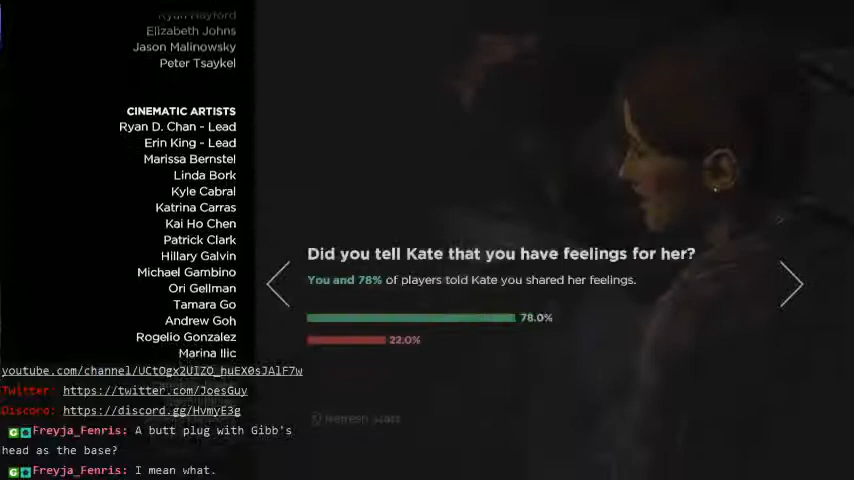 Ryan Hayford
Elizabeth Johns
Jason Malinowsky
Peter Tsaykel
CINEMATIC ARTISTS
Ryan D. Chan - Lead
Erin King - Lead
Marissa Bernstel
Linda Bork
Kyle Cabral
Katrina Carras
Kai Ho Chen
Patrick Clark
Hillary Galvin
Michael Gambino
Ori Gellman
Tamara Go
Andrew Goh
Rogelio Gonzalez
Marina Ilic
Did you tell Kate that you have feelings for her?
You and 78% of players told Kate you shared her feelings.
78.0%
22.0%
Refresh Stats
youtube.com/channel/UCtOgx2UIZO_huEX0sJAlF7w
Twitter: https://twitter.com/JoesGuy
Discord: https://discord.gg/HvmyE3g
Freyja_Fenris: A butt plug with Gibb's
head as the base?
Freyja_Fenris: I mean what.